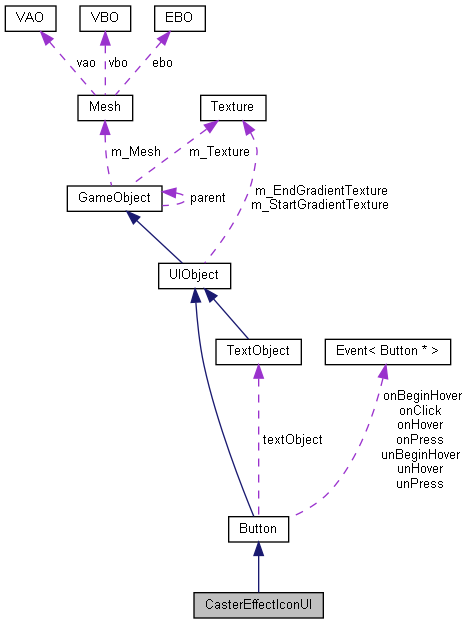 VAO
VBO
EBO
vao
vbo
ebo
Mesh
Texture
m_Mesh
m_Texture
GameObject
parent
m_EndGradientTexture
m_StartGradientTexture
UIObject
TextObject
Event< Button * >
textObject
onBeginHover
onClick
onHover
onPress
unBeginHover
unHover
unPress
Button
CasterEffectIconUI